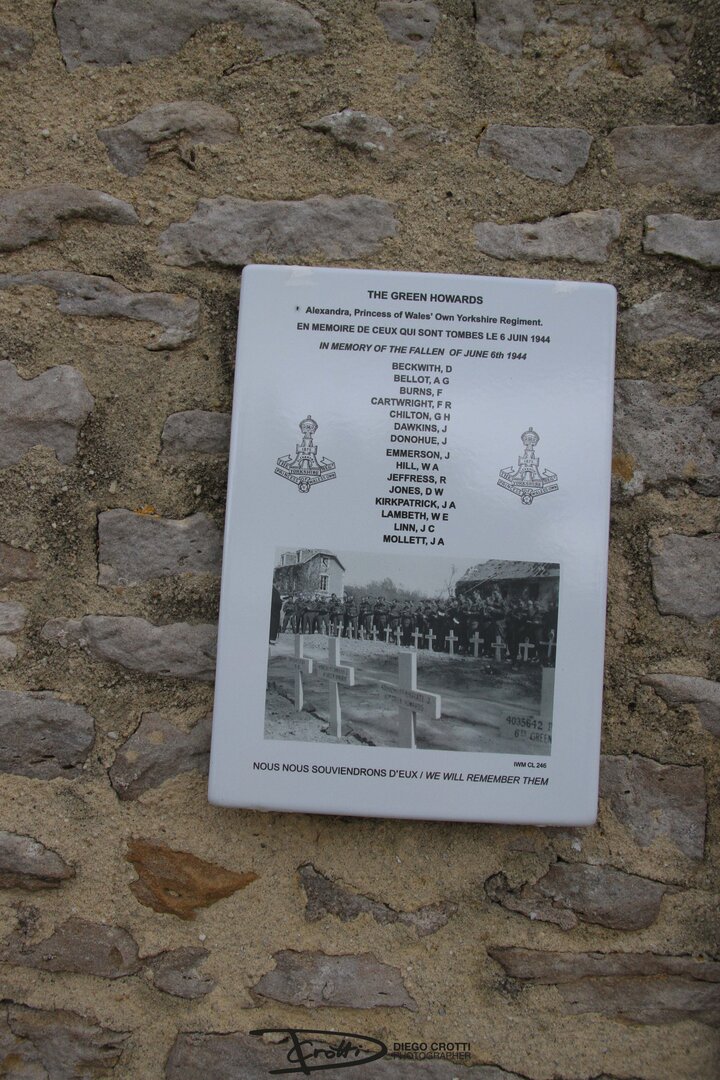 THE GREEN HOWARDS
* Alexandra, Princess of Wales' Own Yorkshire Regiment.
EN MEMOIRE DE CEUX QUI SONT TOMBES LE 6 JUIN 1944
IN MEMORY OF THE FALLEN OF JUNE 6th 1944
BECKWITH, D
BELLOT, A G
BURNS, F
CARTWRIGHT, F R
CHILTON, G H
DAWKINS, J
DONOHUE, J
EMMERSON, J
HILL, W A
JEFFRESS, R
JONES, D W
KIRKPATRICK, J A
LAMBETH, W E
LINN, J C
MOLLETT, J A
YORKSHIRE
4035642
6TH GREEN
IWM CL 246
NOUS NOUS SOUVIENDRONS D'EUX / WE WILL REMEMBER THEM
Crotti
DIEGO CROTTI
PHOTOGRAPHER